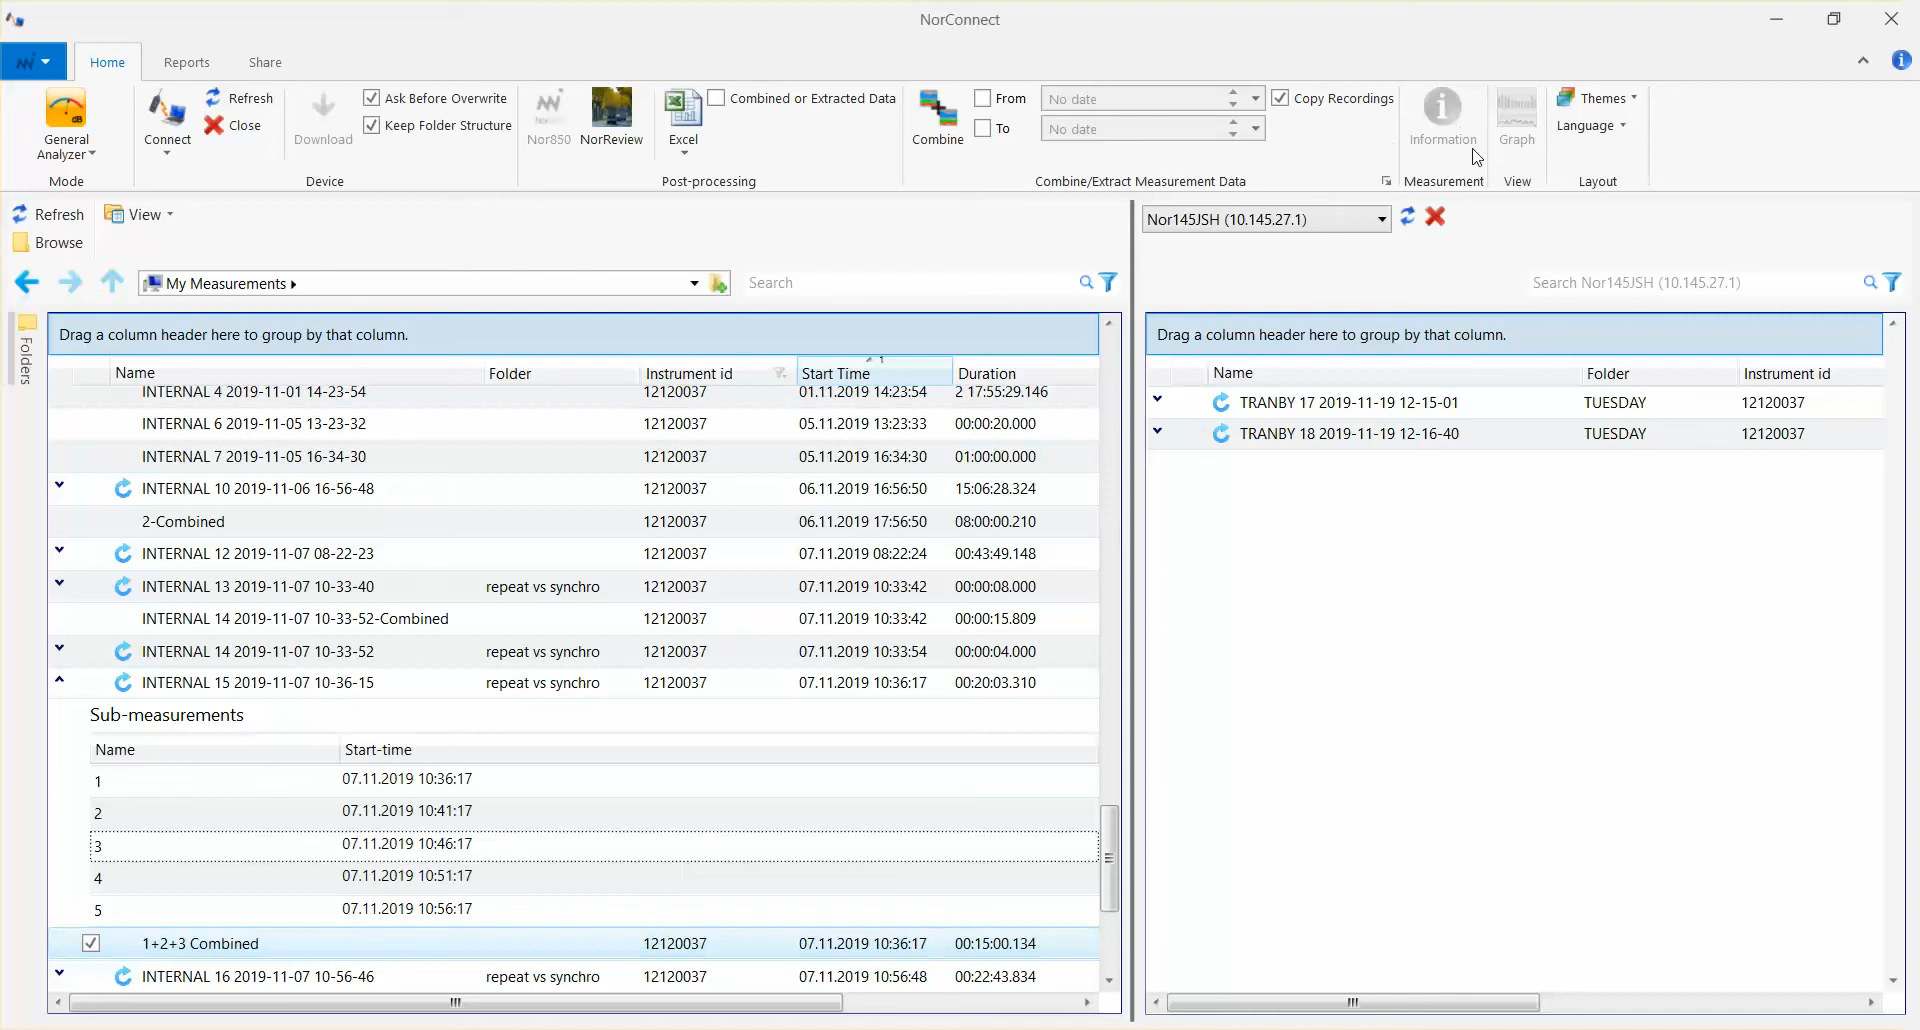 NorConnect
Home Reports Share
General Analyzer
Mode
Connect
Refresh
Close
Download
Ask Before Overwrite
Keep Folder Structure
Device
Nor850 NorReview
Excel
Combined or Extracted Data
Post-processing
Combine
From No date
To No date
Copy Recordings
Combine/Extract Measurement Data
Information
Measurement
Graph
View
Themes
Language
Layout
Refresh View
Browse
My Measurements
Search
Folders
Drag a column header here to group by that column.
Name Folder Instrument id Start Time 1 Duration
INTERNAL 4 2019-11-01 14-23-54 12120037 01.11.2019 14:23:54 2 17:55:29.146
INTERNAL 6 2019-11-05 13-23-32 12120037 05.11.2019 13:23:33 00:00:20.000
INTERNAL 7 2019-11-05 16-34-30 12120037 05.11.2019 16:34:30 01:00:00.000
INTERNAL 10 2019-11-06 16-56-48 12120037 06.11.2019 16:56:50 15:06:28.324
2-Combined 12120037 06.11.2019 17:56:50 08:00:00.210
INTERNAL 12 2019-11-07 08-22-23 12120037 07.11.2019 08:22:24 00:43:49.148
INTERNAL 13 2019-11-07 10-33-40 repeat vs synchro 12120037 07.11.2019 10:33:42 00:00:08.000
INTERNAL 14 2019-11-07 10-33-52-Combined 12120037 07.11.2019 10:33:42 00:00:15.809
INTERNAL 14 2019-11-07 10-33-52 repeat vs synchro 12120037 07.11.2019 10:33:54 00:00:04.000
INTERNAL 15 2019-11-07 10-36-15 repeat vs synchro 12120037 07.11.2019 10:36:17 00:20:03.310
Sub-measurements
Name Start-time
1 07.11.2019 10:36:17
2 07.11.2019 10:41:17
3 07.11.2019 10:46:17
4 07.11.2019 10:51:17
5 07.11.2019 10:56:17
1+2+3 Combined 12120037 07.11.2019 10:36:17 00:15:00.134
INTERNAL 16 2019-11-07 10-56-46 repeat vs synchro 12120037 07.11.2019 10:56:48 00:22:43.834
Nor145JSH (10.145.27.1)
Search Nor145JSH (10.145.27.1)
Drag a column header here to group by that column.
Name Folder Instrument id
TRANBY 17 2019-11-19 12-15-01 TUESDAY 12120037
TRANBY 18 2019-11-19 12-16-40 TUESDAY 12120037